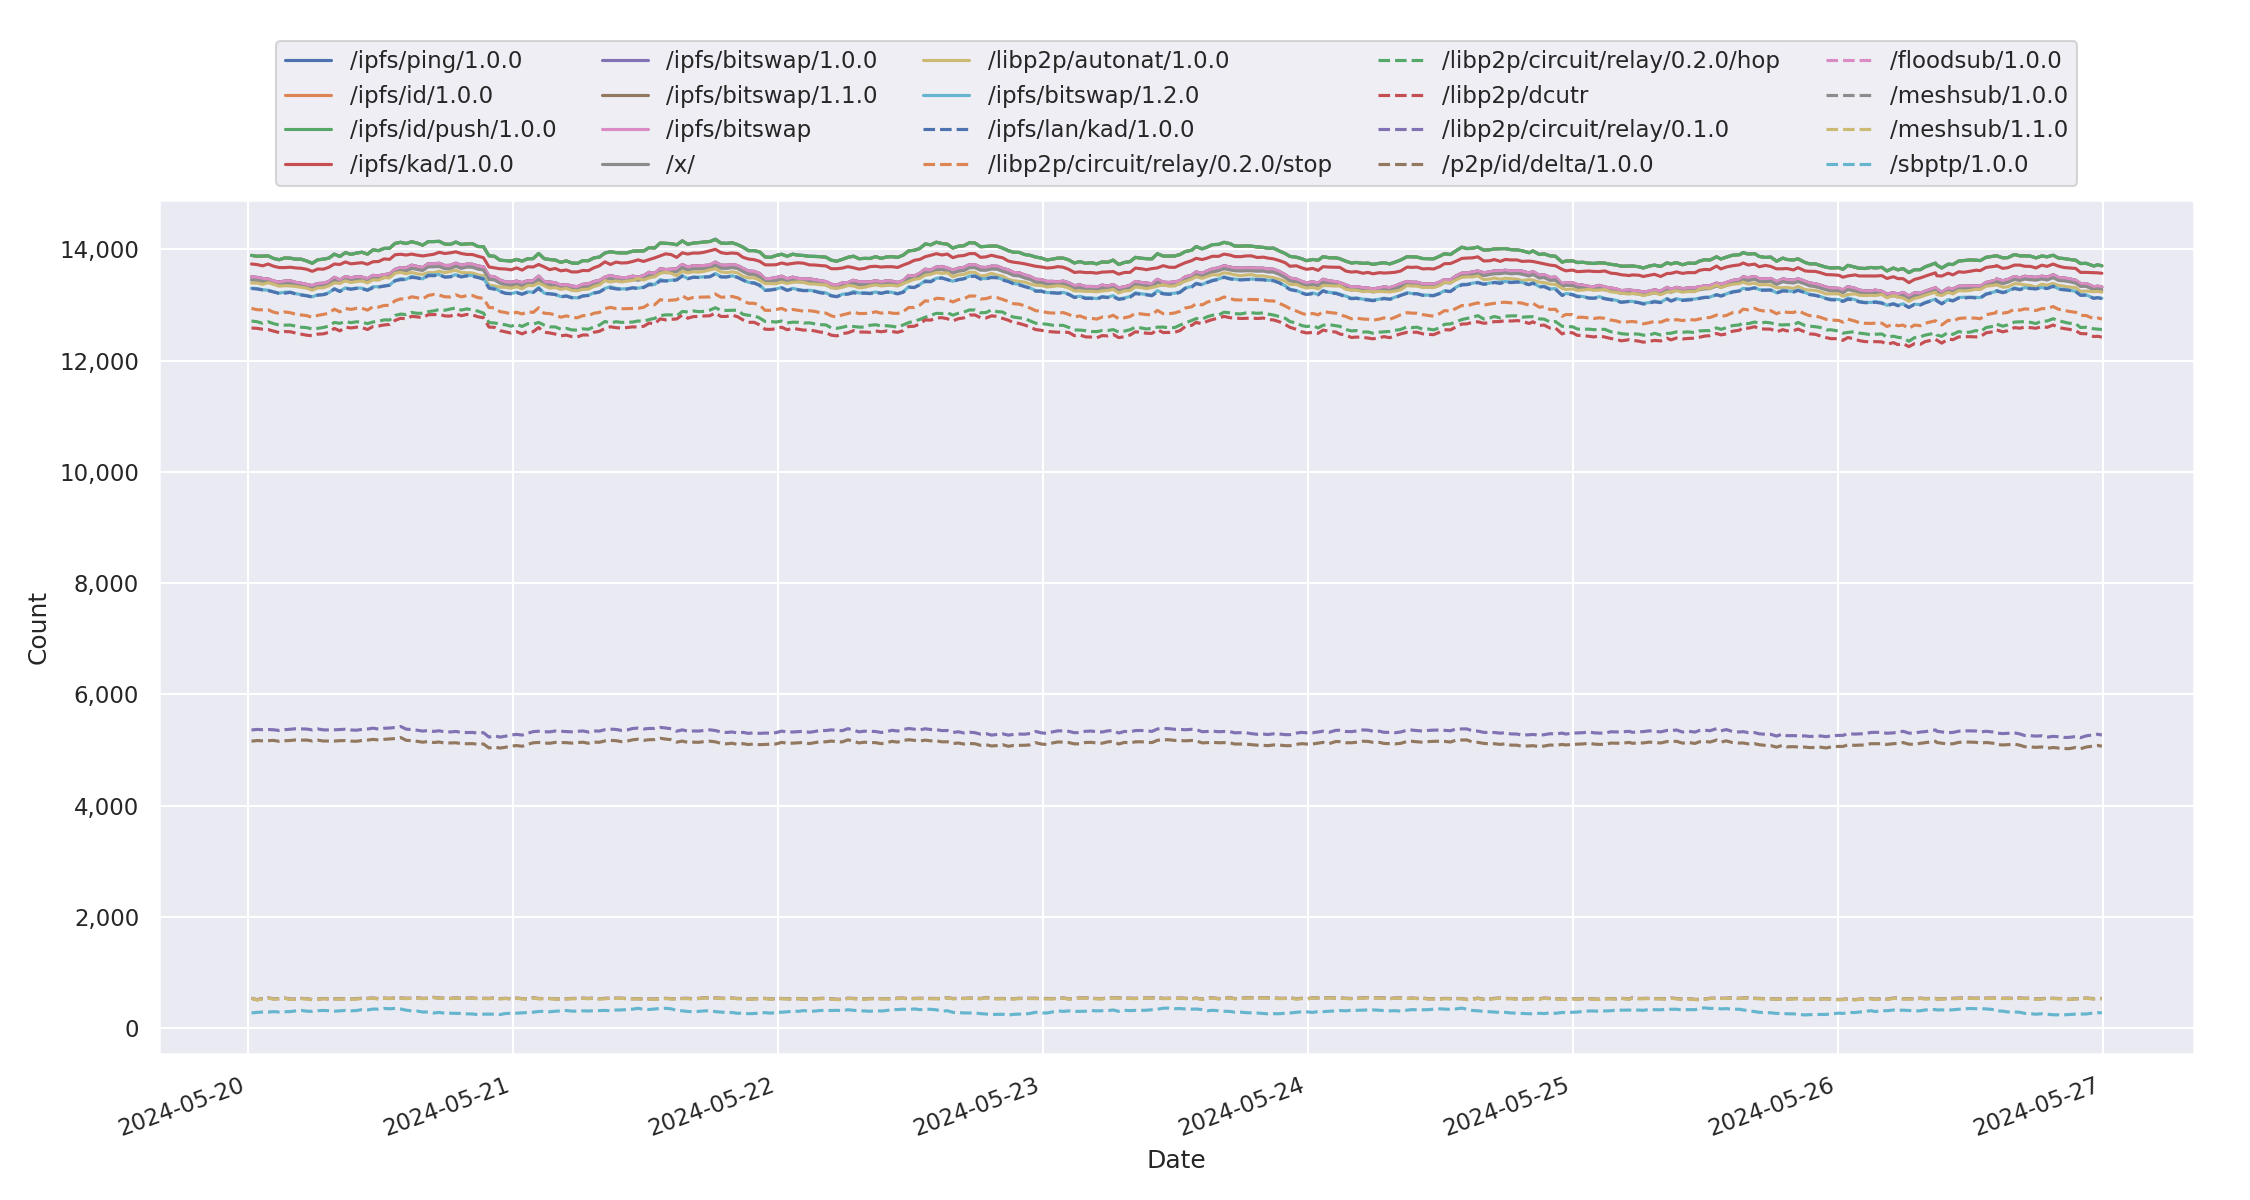 /ipfs/ping/1.0.0
/ipfs/id/1.0.0
/ipfs/id/push/1.0.0
/ipfs/kad/1.0.0
/ipfs/bitswap/1.0.0
/ipfs/bitswap/1.1.0
/ipfs/bitswap
/x/
/libp2p/autonat/1.0.0
/ipfs/bitswap/1.2.0
/ipfs/lan/kad/1.0.0
/libp2p/circuit/relay/0.2.0/stop
/libp2p/circuit/relay/0.2.0/hop
/libp2p/dcutr
/libp2p/circuit/relay/0.1.0
/p2p/id/delta/1.0.0
/floodsub/1.0.0
/meshsub/1.0.0
/meshsub/1.1.0
/sbptp/1.0.0
14,000
12,000
10,000
8,000
6,000
4,000
2,000
0
Count
2024-05-20
2024-05-21
2024-05-22
2024-05-23
2024-05-24
2024-05-25
2024-05-26
2024-05-27
Date